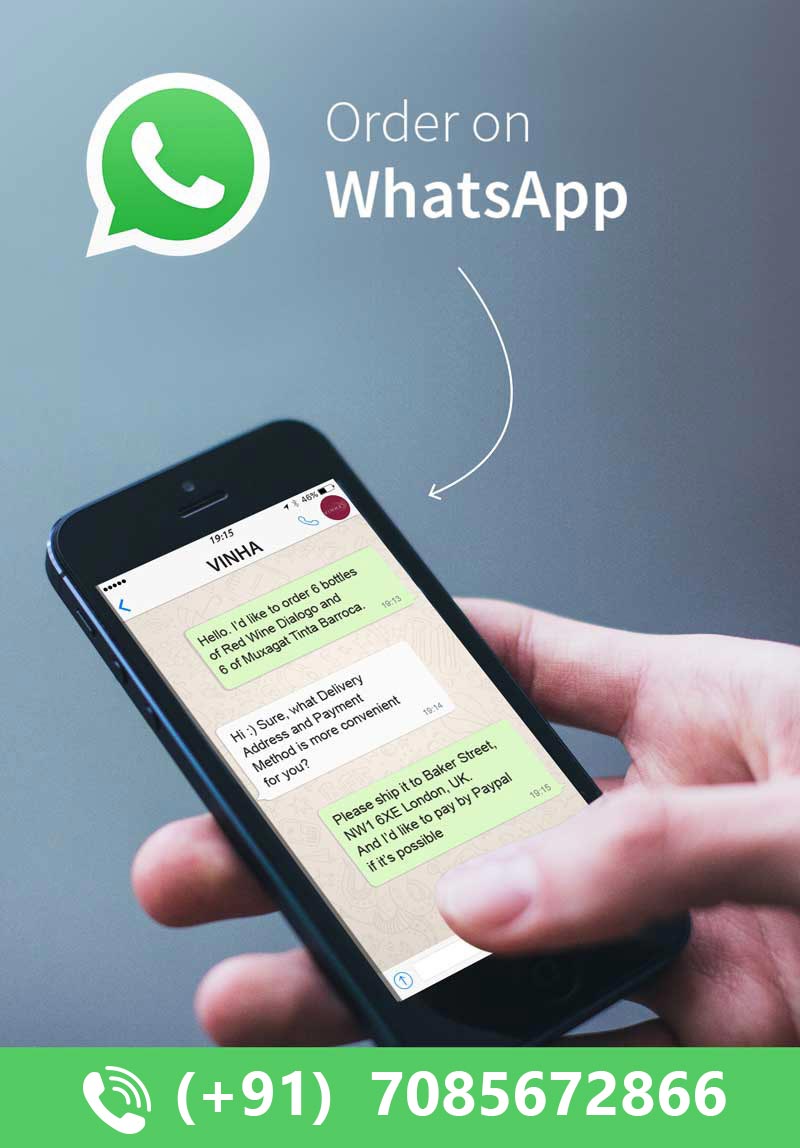 Order on
WhatsApp
46%
19:15
VINHA
Hello. I'd like to order 6 bottles
of Red Wine Dialogo and
6 of Muxagat Tinta Barroca.
19:13
Hi :) Sure, what Delivery
Address and Payment
Method is more convenient
for you?
19:14
Please ship it to Baker Street,
NW1 6XE London, UK.
And I'd like to pay by Paypal
if it's possible
19:15
(+91) 7085672866